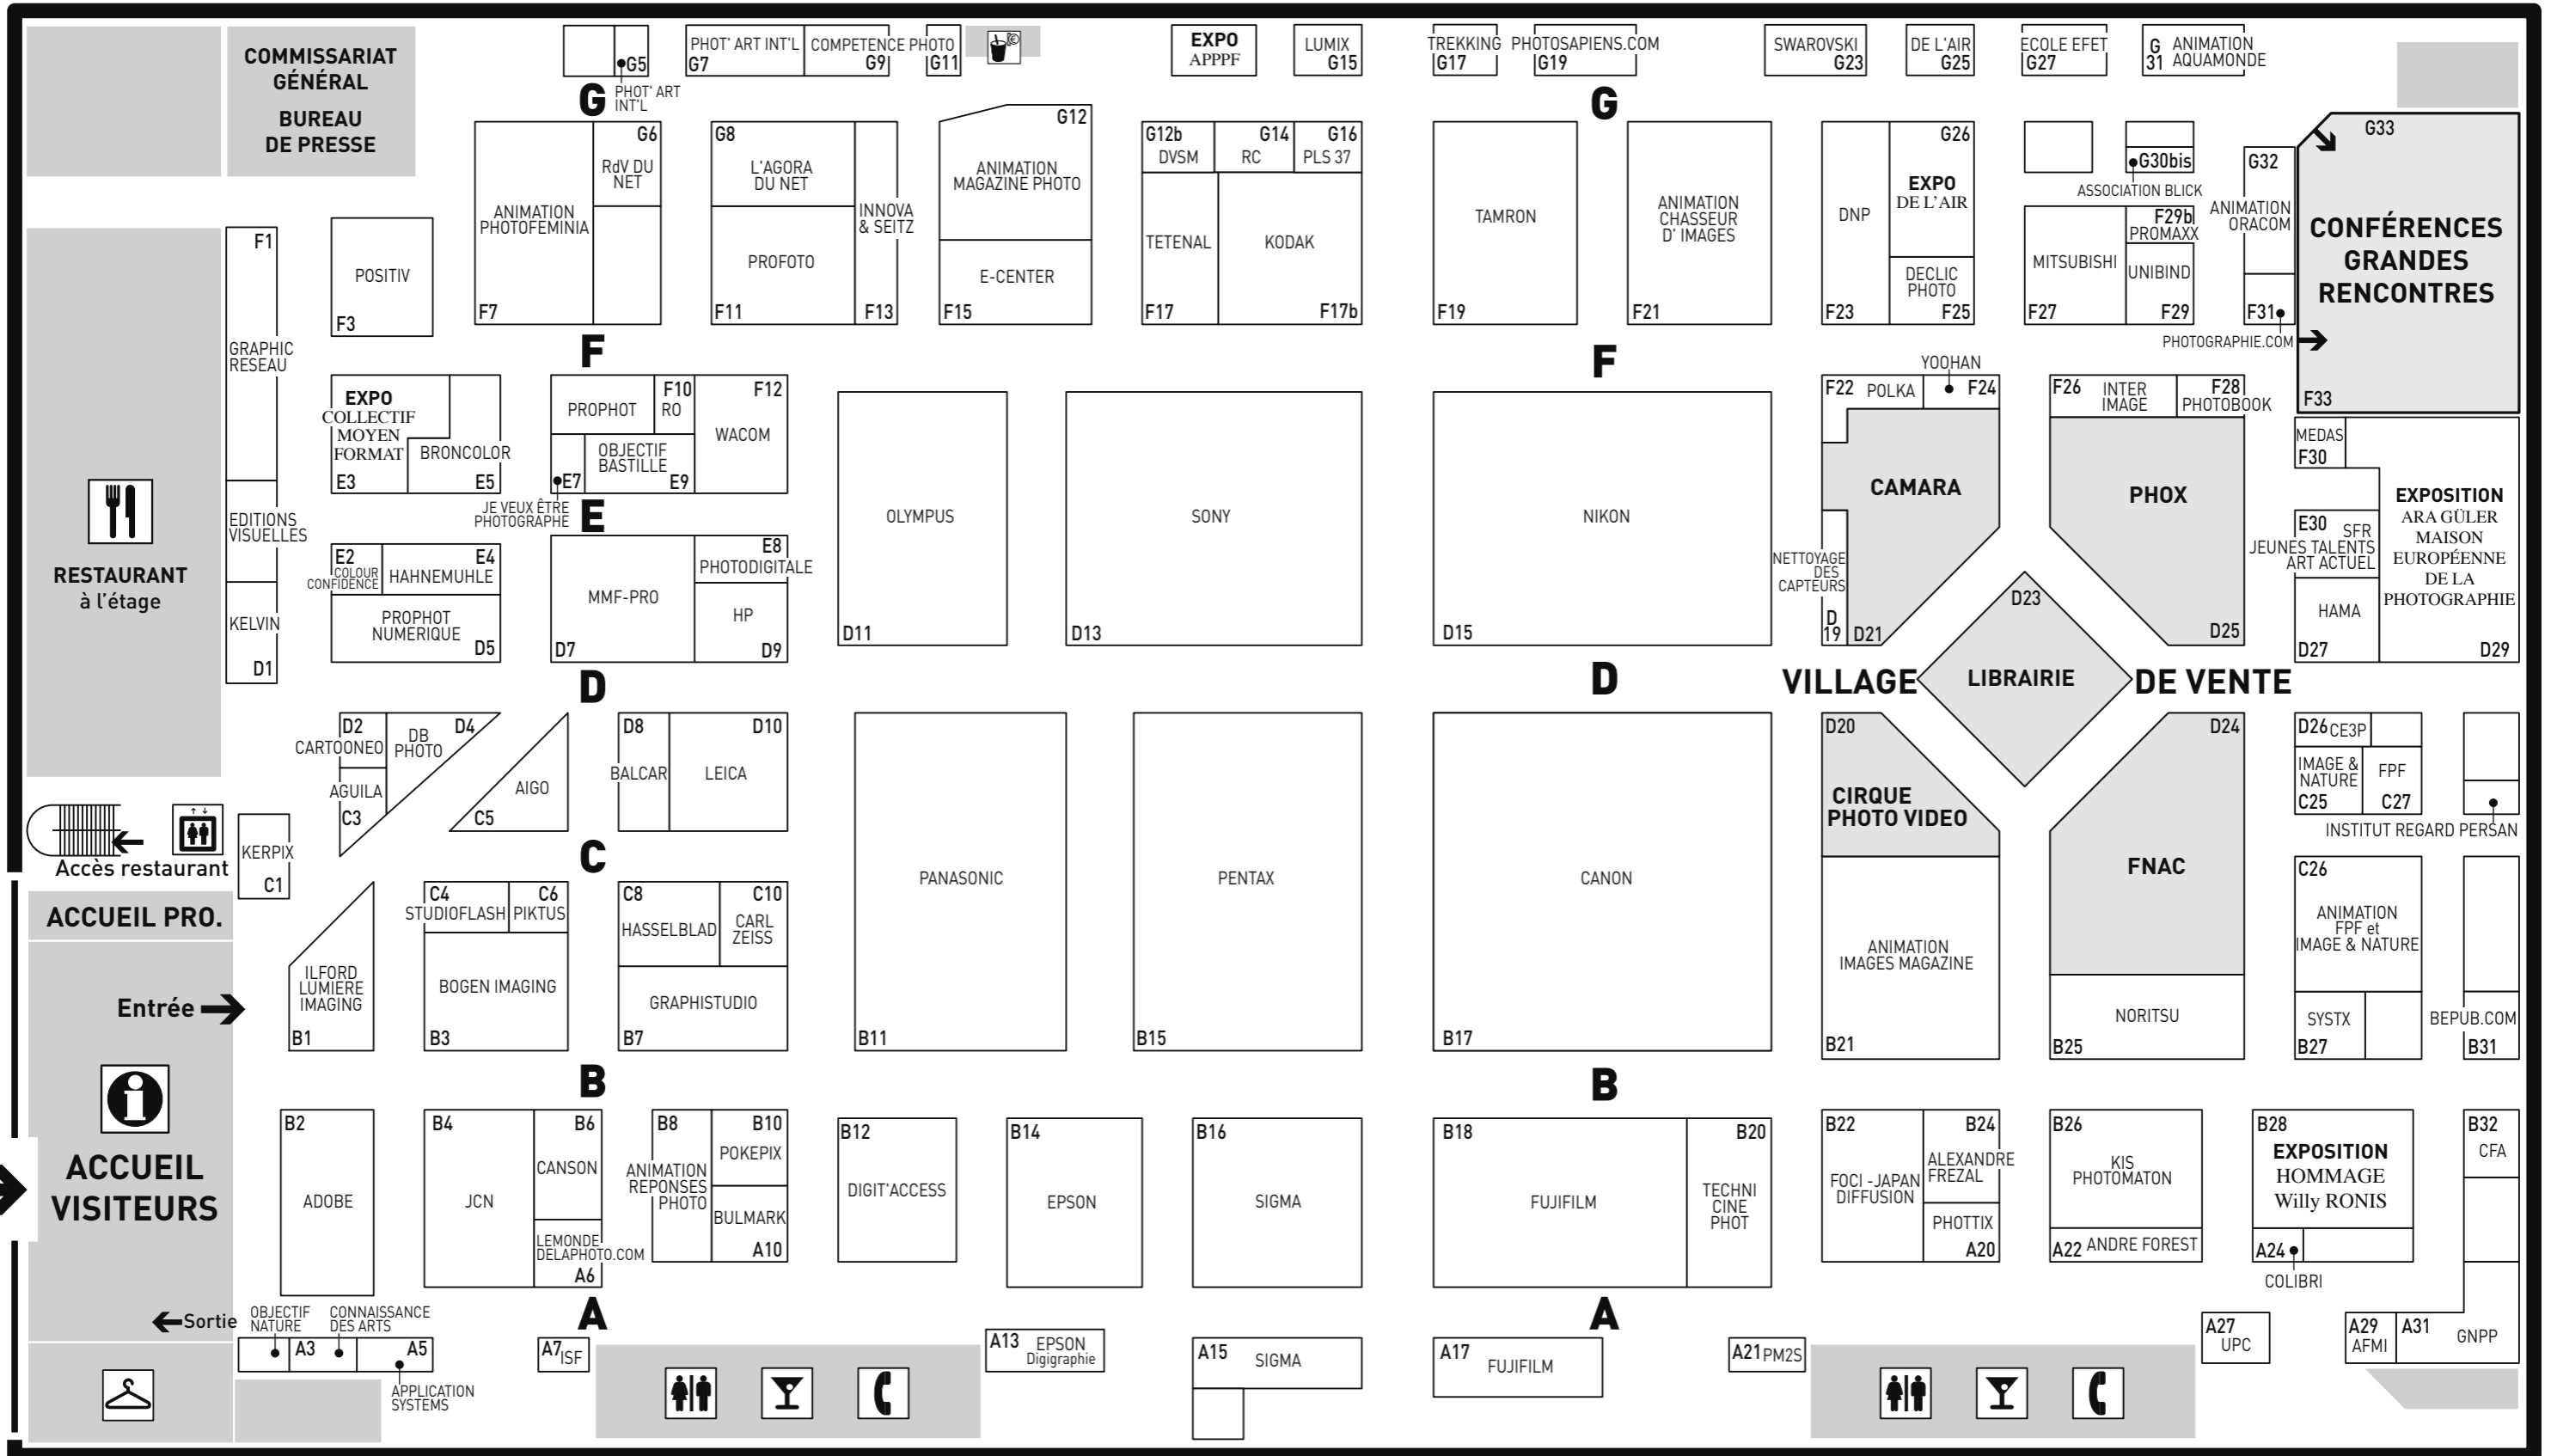 COMMISSARIAT
GÉNÉRAL
BUREAU
DE PRESSE
G5
PHOT' ART
INT'L
PHOT' ART INT'L
G7
COMPETENCE PHOTO
G9
G11
EXPO
APPPF
LUMIX
G15
TREKKING
G17
PHOTOSAPIENS.COM
G19
SWAROVSKI
G23
DE L'AIR
G25
ECOLE EFET
G27
G
31
ANIMATION
AQUAMONDE
G
G
G6
RdV DU
NET
ANIMATION
PHOTOFEMINIA
F7
G8
L'AGORA
DU NET
PROFOTO
F11
INNOVA
& SEITZ
F13
G12
ANIMATION
MAGAZINE PHOTO
E-CENTER
F15
G12b
DVSM
G14
RC
G16
PLS 37
TETENAL
F17
KODAK
F17b
TAMRON
F19
ANIMATION
CHASSEUR
D' IMAGES
F21
DNP
F23
G26
EXPO
DE L'AIR
DECLIC
PHOTO
F25
G30bis
ASSOCIATION BLICK
MITSUBISHI
F27
F29b
PROMAXX
UNIBIND
F29
G32
ANIMATION
ORACOM
F31
PHOTOGRAPHIE.COM
G33
CONFÉRENCES
GRANDES
RENCONTRES
F33
F1
GRAPHIC
RESEAU
EDITIONS
VISUELLES
KELVIN
D1
POSITIV
F3
RESTAURANT
à l'étage
F
F
EXPO
COLLECTIF
MOYEN
FORMAT
E3
BRONCOLOR
E5
PROPHOT
F10
RO
F12
WACOM
E7
OBJECTIF
BASTILLE
E9
JE VEUX ÊTRE
PHOTOGRAPHE
E
E2
COLOUR
CONFIDENCE
E4
HAHNEMUHLE
PROPHOT
NUMERIQUE
D5
MMF-PRO
D7
E8
PHOTODIGITALE
HP
D9
OLYMPUS
D11
SONY
D13
NIKON
D15
YOOHAN
F22
POLKA
F24
CAMARA
NETTOYAGE
DES
CAPTEURS
D
19
D21
F26
INTER
IMAGE
F28
PHOTOBOOK
PHOX
D25
MEDAS
F30
E30
SFR
JEUNES TALENTS
ART ACTUEL
HAMA
D27
EXPOSITION
ARA GÜLER
MAISON
EUROPÉENNE
DE LA
PHOTOGRAPHIE
D29
D
D
VILLAGE
D23
LIBRAIRIE
DE VENTE
D2
CARTOONEO
DB
PHOTO
D4
AGUILA
C3
AIGO
C5
D8
BALCAR
D10
LEICA
PANASONIC
B11
PENTAX
B15
CANON
B17
D20
CIRQUE
PHOTO VIDEO
ANIMATION
IMAGES MAGAZINE
B21
D24
FNAC
NORITSU
B25
D26
CE3P
IMAGE &
NATURE
C25
FPF
C27
INSTITUT REGARD PERSAN
C26
ANIMATION
FPF et
IMAGE & NATURE
SYSTX
B27
BEPUB.COM
B31
Accès restaurant
KERPIX
C1
C
ACCUEIL PRO.
Entrée
ILFORD
LUMIERE
IMAGING
B1
C4
STUDIOFLASH
C6
PIKTUS
BOGEN IMAGING
B3
C8
HASSELBLAD
C10
CARL
ZEISS
GRAPHISTUDIO
B7
B
B
ACCUEIL
VISITEURS
B2
ADOBE
B4
JCN
B6
CANSON
LEMONDE
DELAPHOTO.COM
A6
B8
ANIMATION
REPONSES
PHOTO
B10
POKEPIX
BULMARK
A10
B12
DIGIT'ACCESS
B14
EPSON
B16
SIGMA
B18
FUJIFILM
B20
TECHNI
CINE
PHOT
B22
FOCI -JAPAN
DIFFUSION
B24
ALEXANDRE
FREZAL
PHOTTIX
A20
B26
KIS
PHOTOMATON
A22
ANDRE FOREST
B28
EXPOSITION
HOMMAGE
Willy RONIS
A24
COLIBRI
B32
CFA
Sortie
OBJECTIF
NATURE
CONNAISSANCE
DES ARTS
A3
A5
APPLICATION
SYSTEMS
A
A
A7
ISF
A13
EPSON
Digigraphie
A15
SIGMA
A17
FUJIFILM
A21
PM2S
A27
UPC
A29
AFMI
A31
GNPP